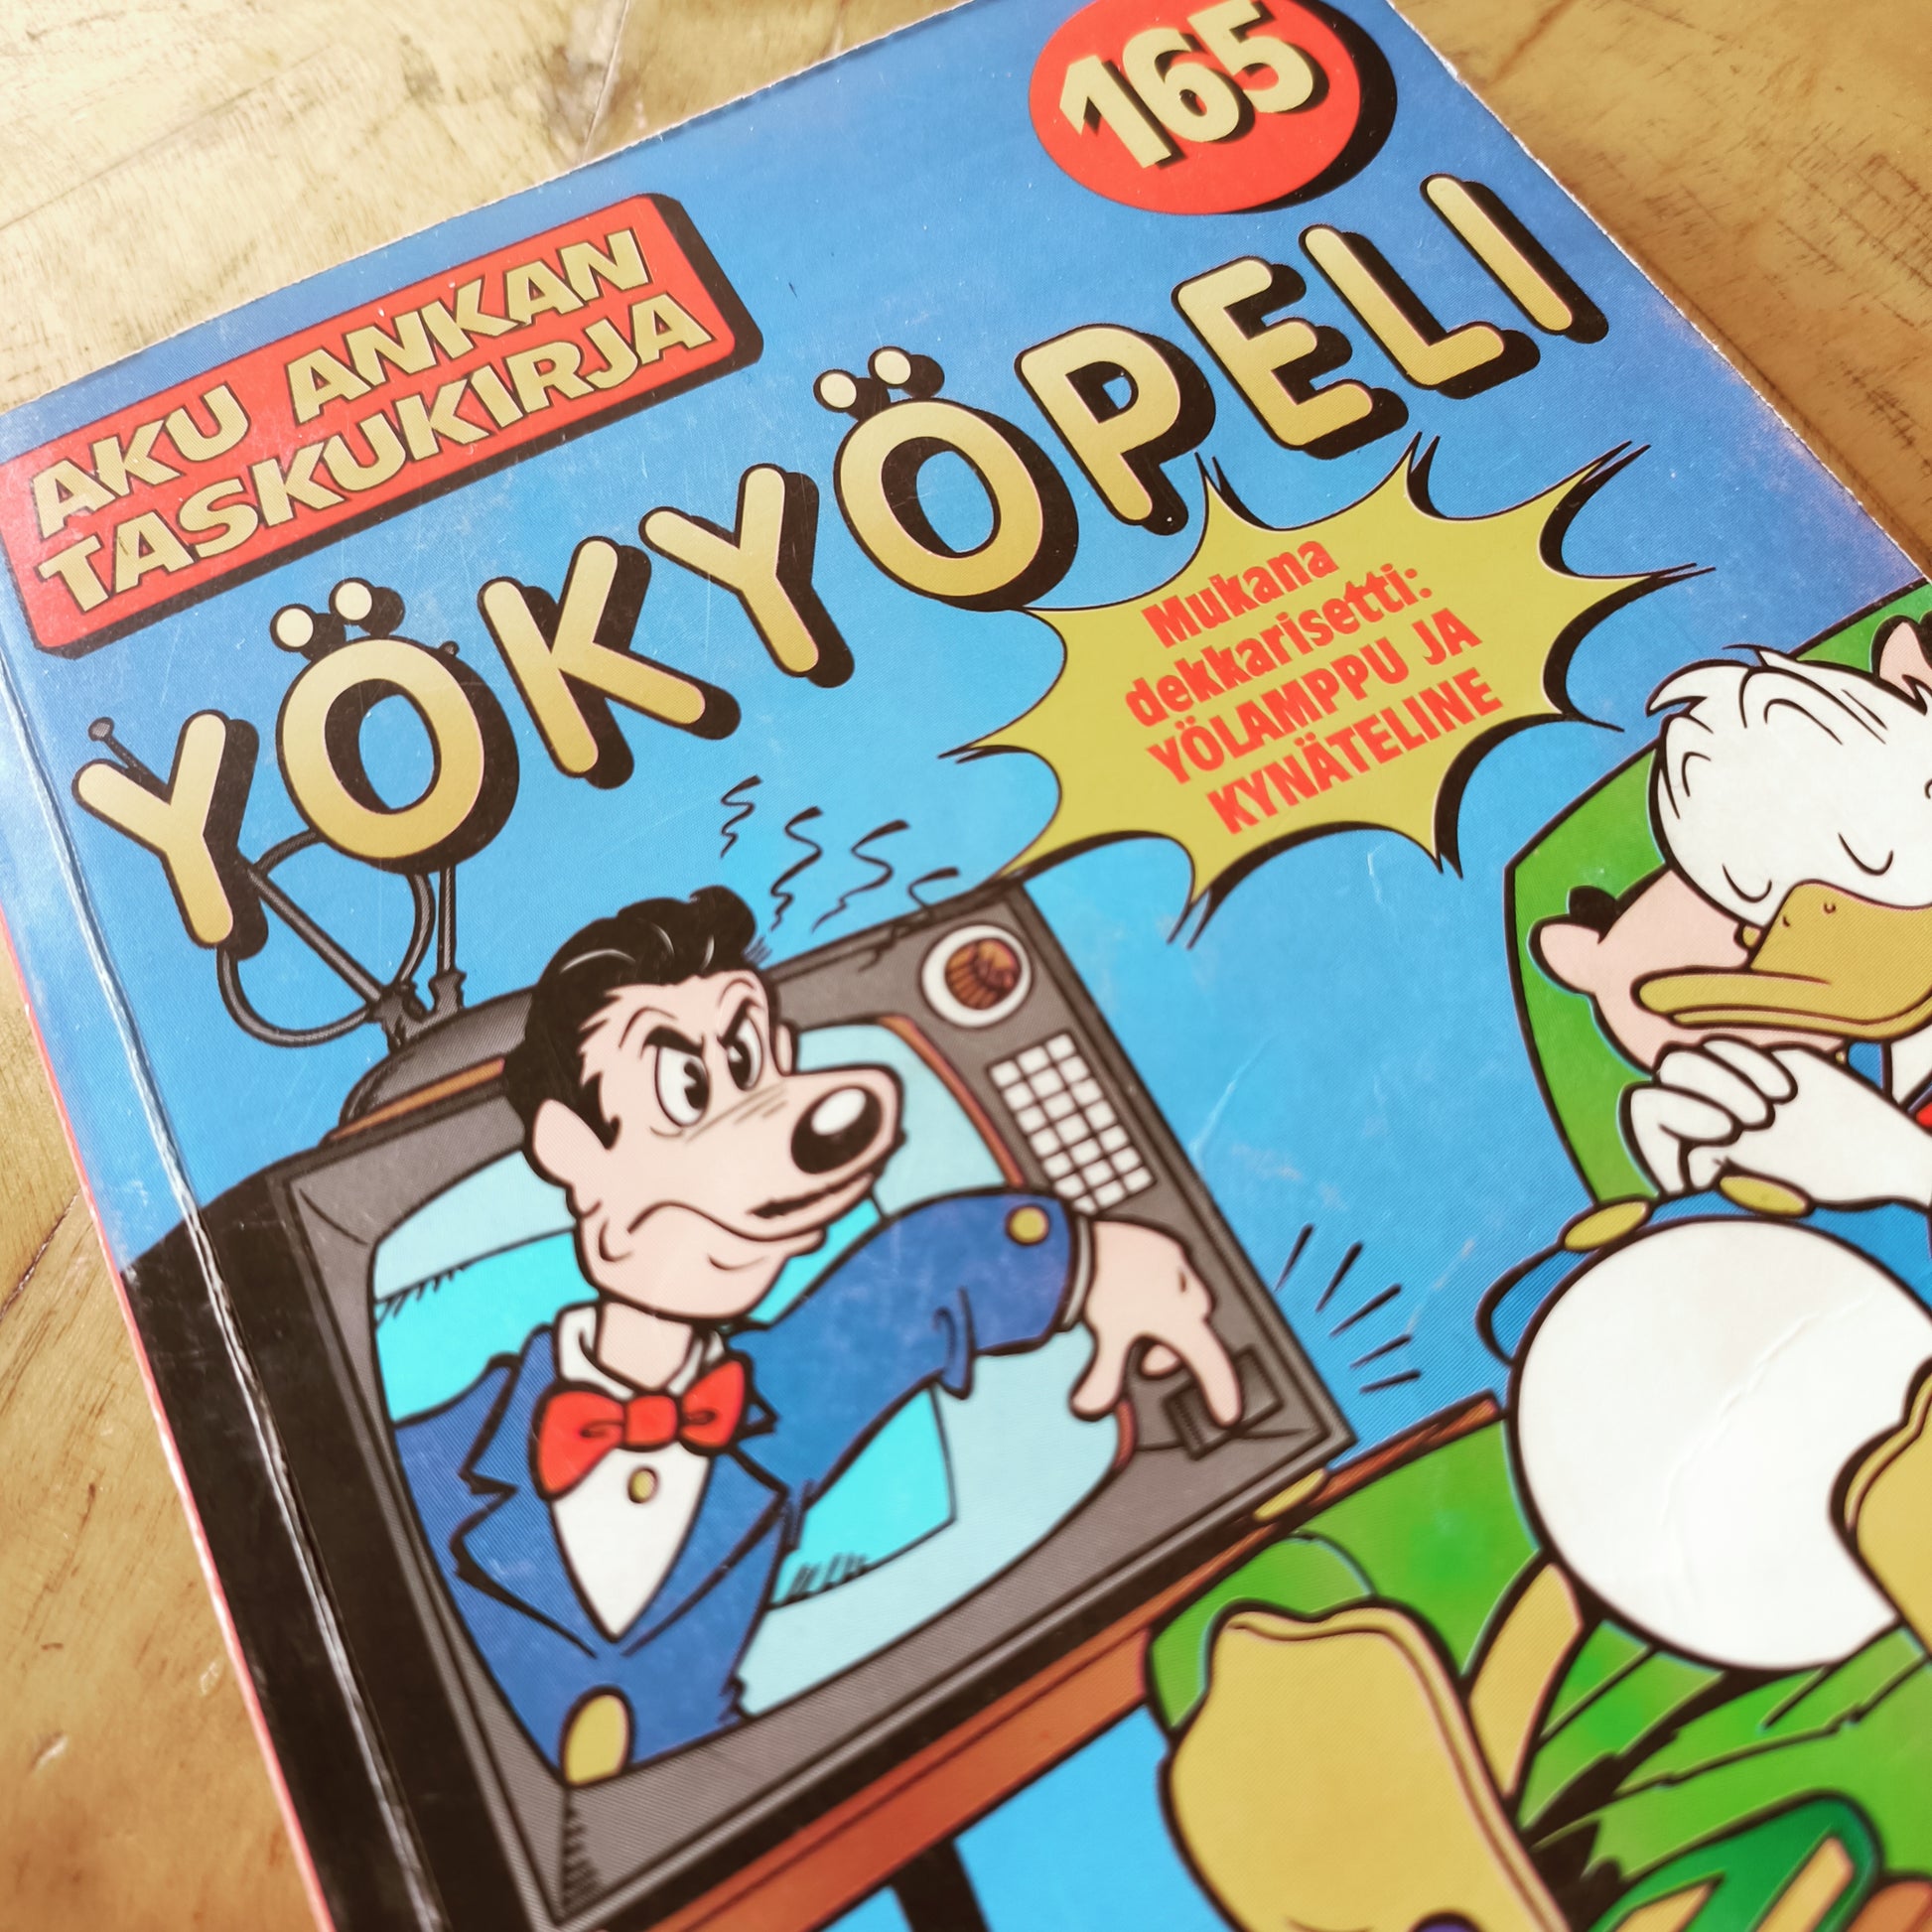 165
AKU ANKAN
TASKUKIRJA
YÖKYÖPELI
Mukana
dekkarisetti:
YÖLAMPPU JA
KYNÄTELINE